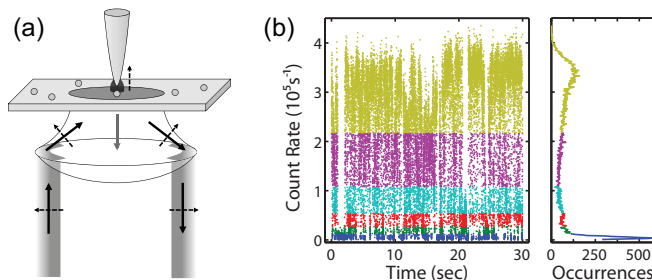 (a)
(b)
Count Rate (10⁵s⁻¹)
4
3
2
1
0
0 10 20 30
Time (sec)
0 250 500
Occurrences